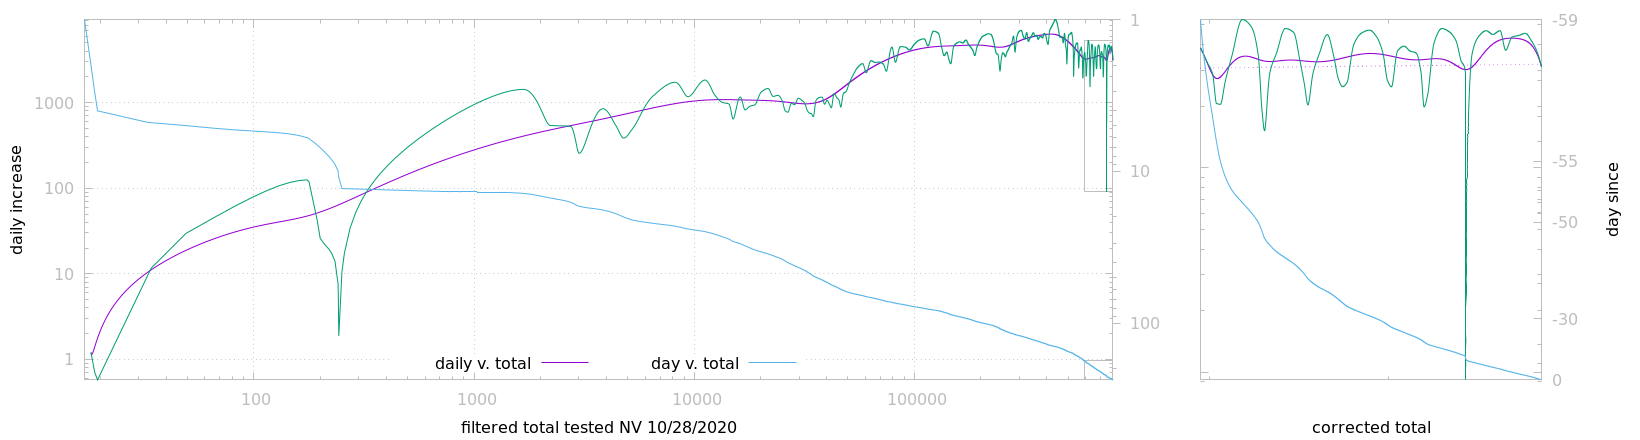 daily increase
1000
100
10
1
daily v. total
day v. total
100
1000
10000
100000
filtered total tested NV 10/28/2020
1
10
100
-59
-55
-50
-30
0
day since
corrected total